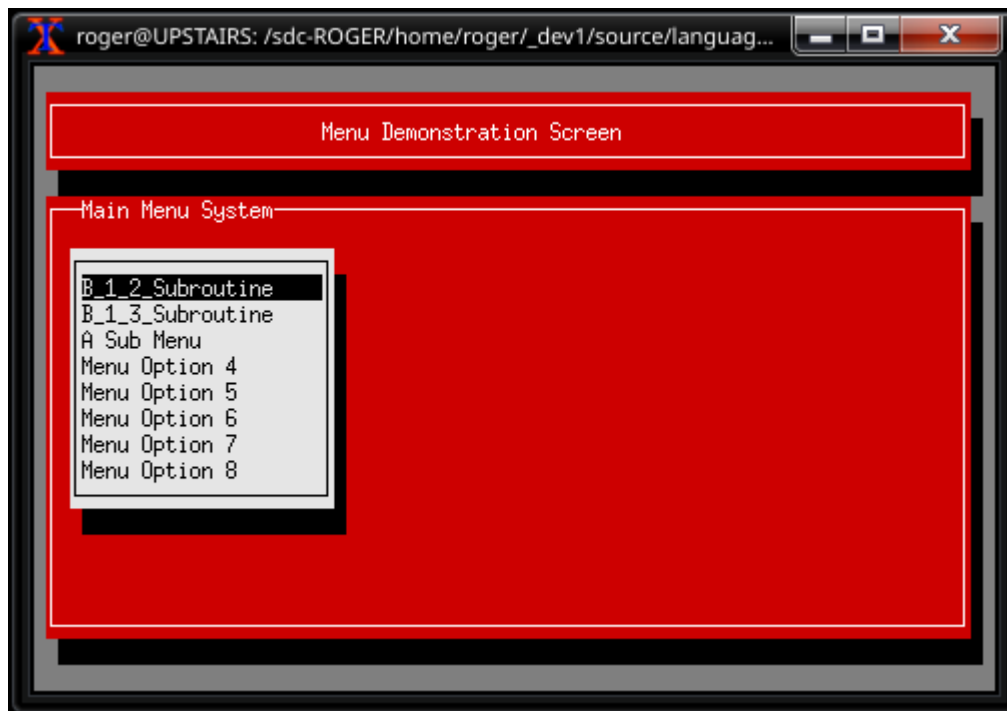 roger@UPSTAIRS: /sdc-ROGER/home/roger/_dev1/source/languag...
Menu Demonstration Screen
Main Menu System
B_1_2_Subroutine
B_1_3_Subroutine
A Sub Menu
Menu Option 4
Menu Option 5
Menu Option 6
Menu Option 7
Menu Option 8